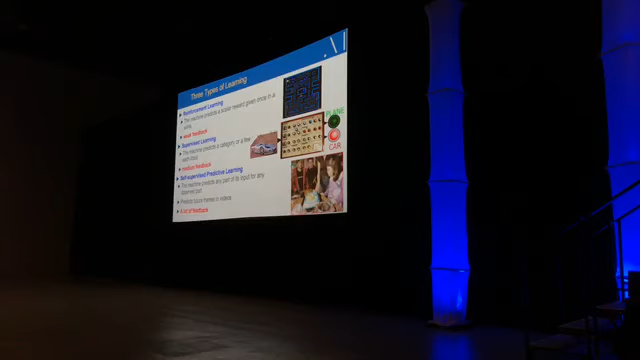 Three Types of Learning
Reinforcement Learning
The machine predicts a scalar reward given once in a
while.
weak feedback
PLANE
Supervised Learning
The machine predicts a category or a few
numbers
medium feedback
CAR
Self-supervised Predictive Learning
The machine predicts any part of its input for any
observed part.
Predicts future frames in videos
A lot of feedback